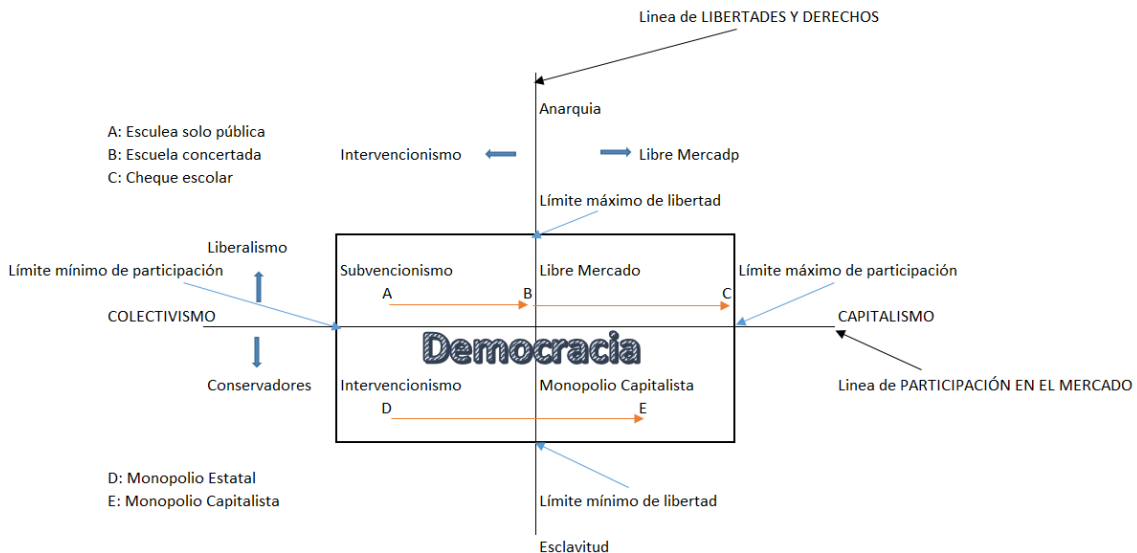 Linea de LIBERTADES Y DERECHOS
Anarquia
A: Esculea solo pública
B: Escuela concertada
C: Cheque escolar
Intervencionismo
Libre Mercadp
Límite máximo de libertad
Liberalismo
Límite mínimo de participación
Subvencionismo
Libre Mercado
Límite máximo de participación
A
B
C
COLECTIVISMO
CAPITALISMO
Democracia
Conservadores
Intervencionismo
Monopolio Capitalista
Linea de PARTICIPACIÓN EN EL MERCADO
D
E
D: Monopolio Estatal
E: Monopolio Capitalista
Límite mínimo de libertad
Esclavitud